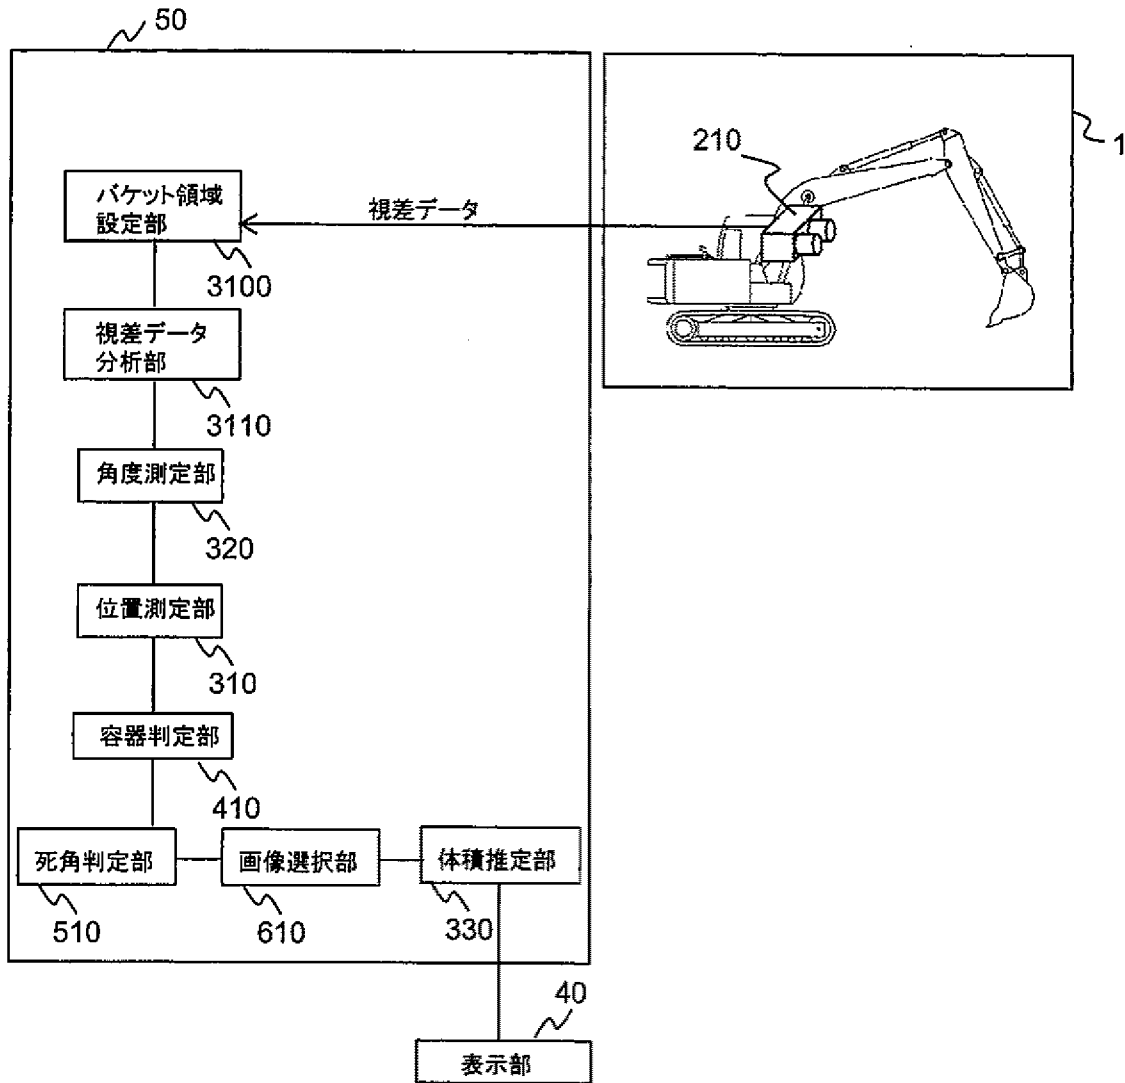 50
1
210
バケット領域
設定部
視差データ
3100
視差データ
分析部
3110
角度測定部
320
位置測定部
310
容器判定部
410
死角判定部
画像選択部
体積推定部
510
610
330
40
表示部